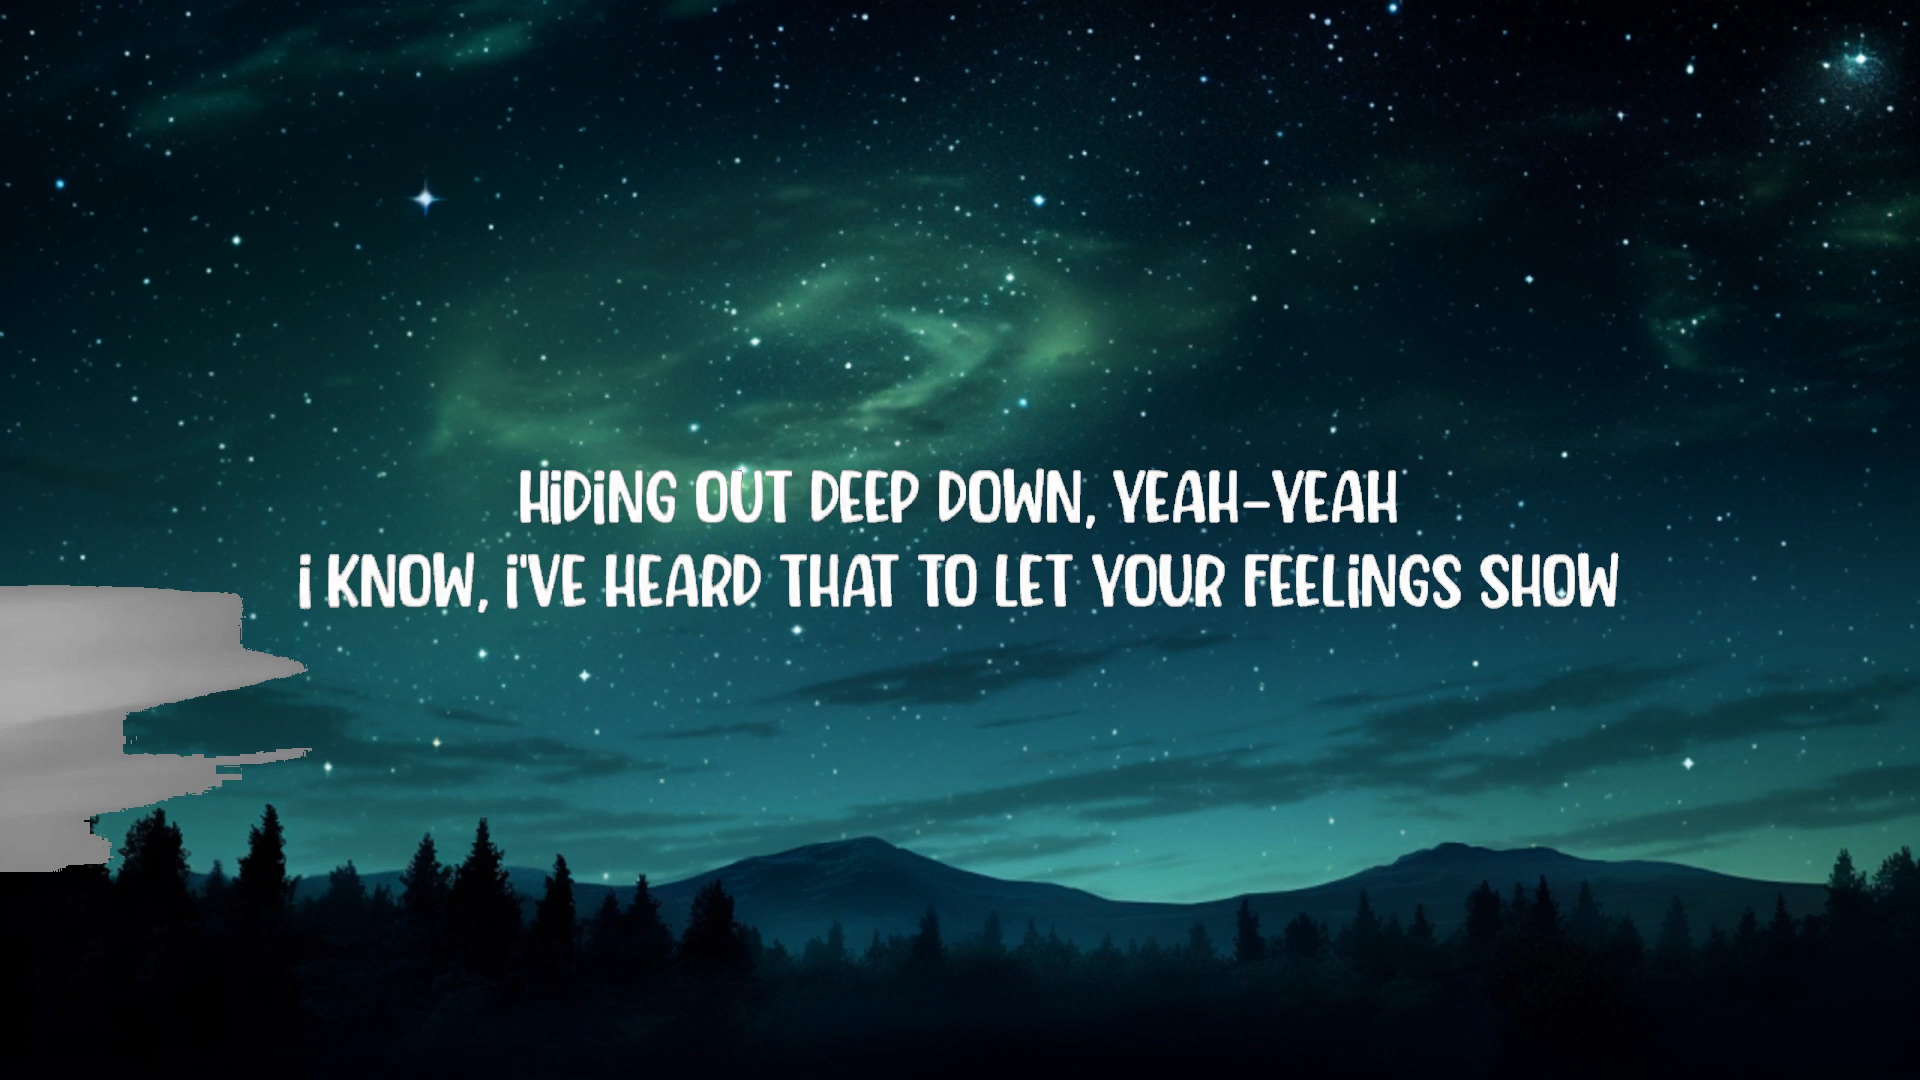 HiDiNG OUT DEEP DOWN, YEAH-YEAH
i KNOW, i'VE HEARD THAT TO LET YOUR FEELiNGS SHOW